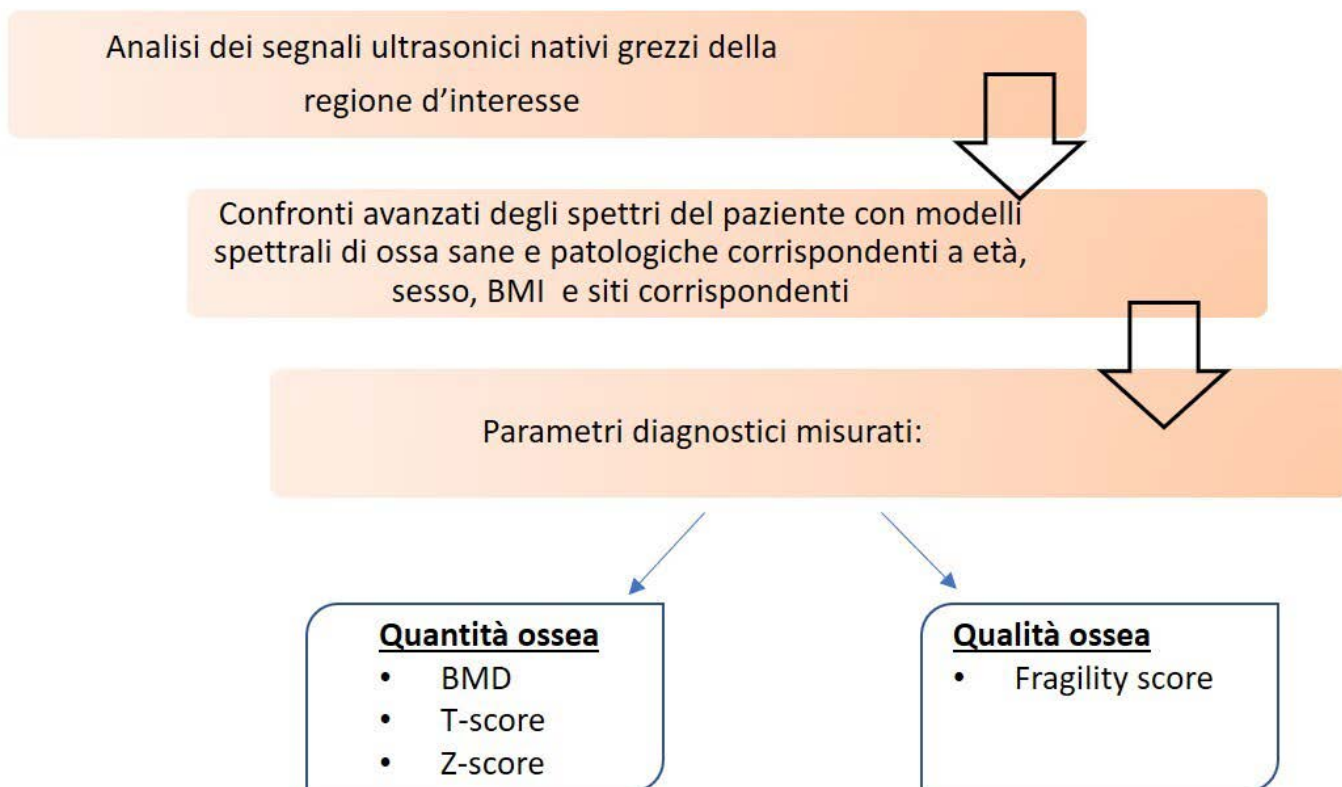 Analisi dei segnali ultrasonici nativi grezzi della
regione d’interesse
Confronti avanzati degli spettri del paziente con modelli
spettrali di ossa sane e patologiche corrispondenti a età,
sesso, BMI e siti corrispondenti
Parametri diagnostici misurati:
Quantità ossea
• BMD
• T-score
• Z-score
Qualità ossea
• Fragility score